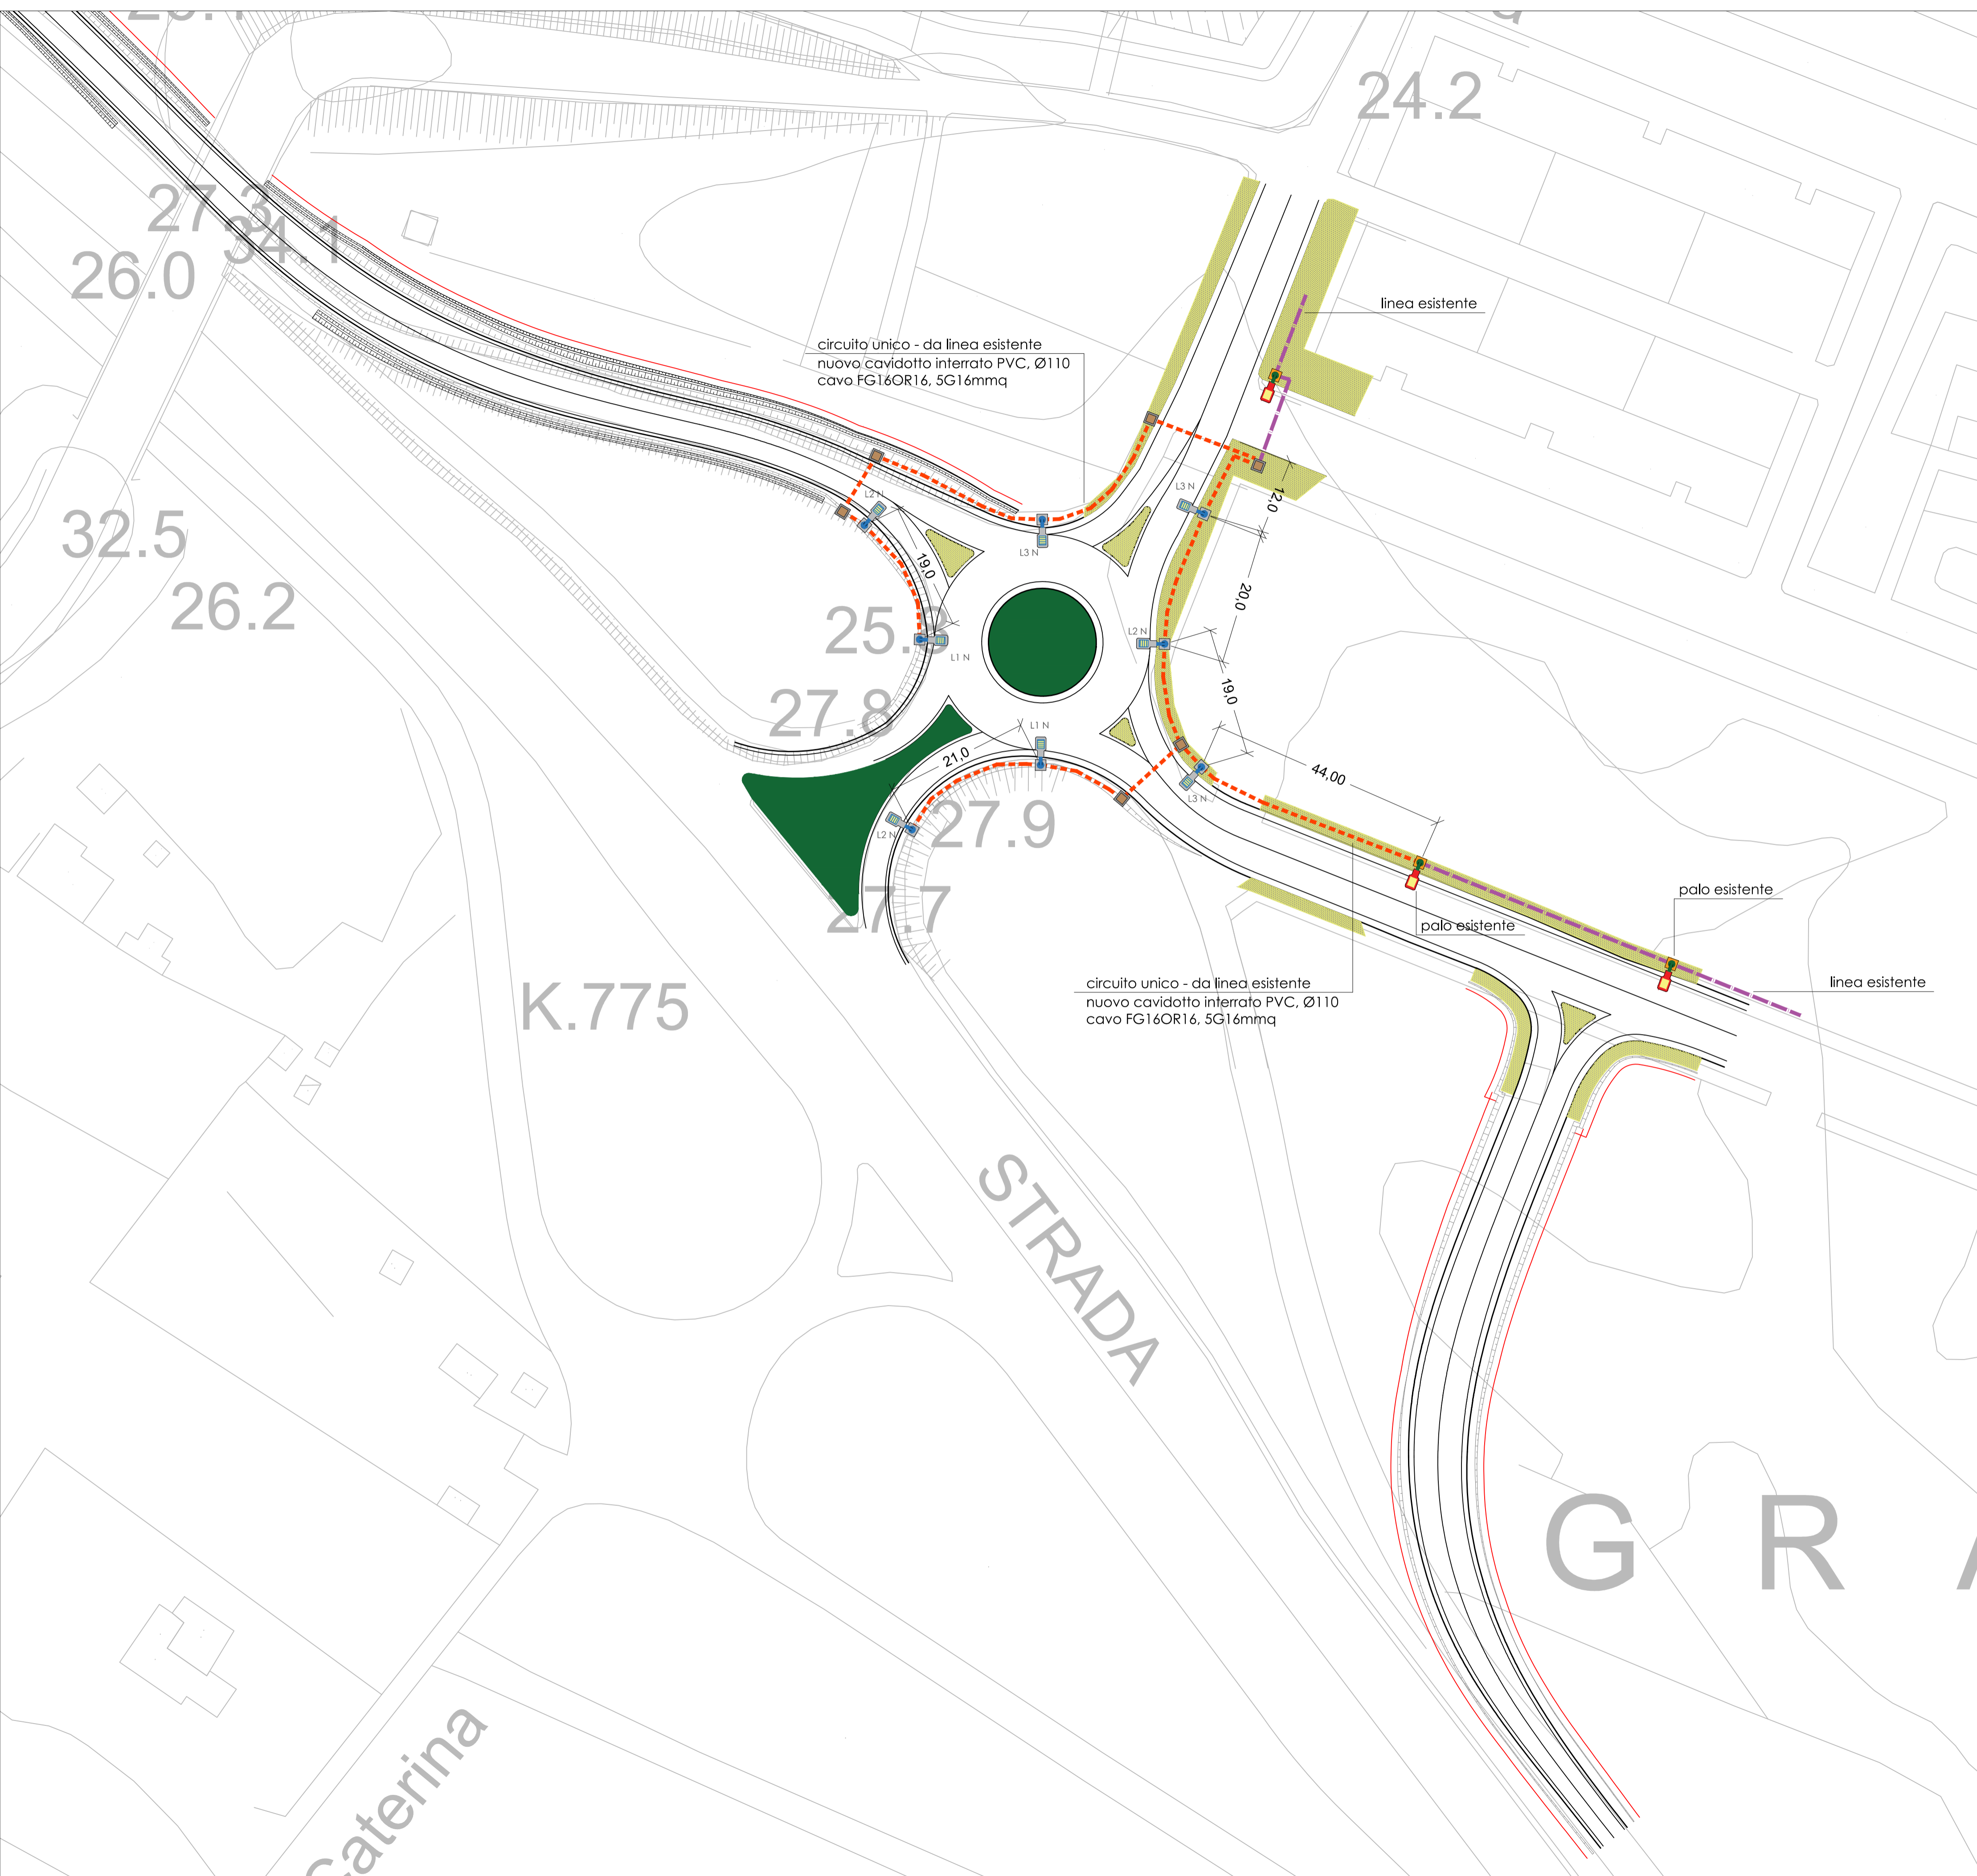 24.2
27.3
34.1
26.0
linea esistente
circuito unico - da linea esistente
nuovo cavidotto interrato PVC, Ø110
cavo FG16OR16, 5G16mmq
L2 N
L3 N
12,0
32.5
L3 N
19,0
26.2
20,0
L2 N
L1 N
19,0
27.8
L1 N
21,0
44,00
L3 N
27.9
L2 N
palo esistente
27.7
palo esistente
circuito unico - da linea esistente
nuovo cavidotto interrato PVC, Ø110
cavo FG16OR16, 5G16mmq
linea esistente
K.775
STRADA
G R
Caterina